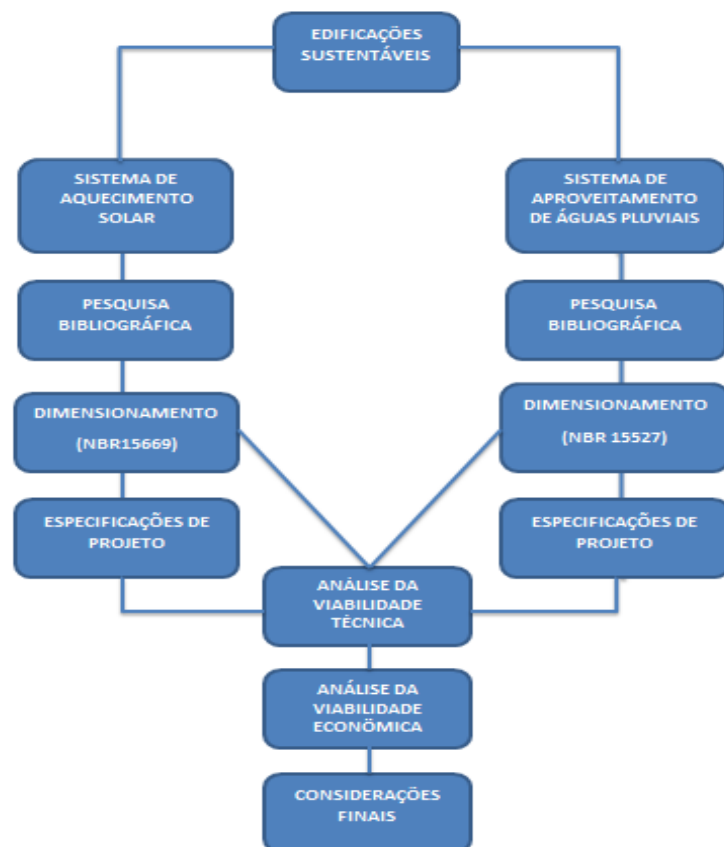 EDIFICAÇÕES
SUSTENTÁVEIS
SISTEMA DE
AQUECIMENTO
SOLAR
SISTEMA DE
APROVEITAMENTO
DE ÁGUAS PLUVIAIS
PESQUISA
BIBLIOGRÁFICA
PESQUISA
BIBLIOGRÁFICA
DIMENSIONAMENTO
(NBR15669)
DIMENSIONAMENTO
(NBR 15527)
ESPECIFICAÇÕES DE
PROJETO
ESPECIFICAÇÕES DE
PROJETO
ANÁLISE DA
VIABILIDADE
TÉCNICA
ANÁLISE DA
VIABILIDADE
ECONÖMICA
CONSIDERAÇÕES
FINAIS